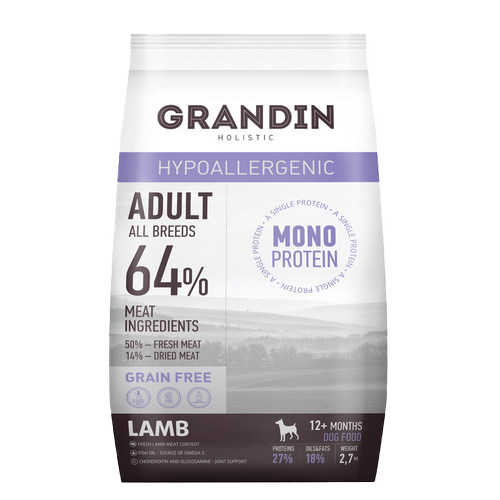 GRANDIN
HOLISTIC
HYPOALLERGENIC
ADULT
ALL BREEDS
64%
MEAT
INGREDIENTS
50% – FRESH MEAT
14% – DRIED MEAT
GRAIN FREE
A SINGLE PROTEIN • A SINGLE PROTEIN • A SINGLE PROTEIN • A SINGLE PROTEIN •
MONO
PROTEIN
LAMB
FRESH LAMB MEAT CONTENT
FISH OIL - SOURCE OF OMEGA 3
CHONDROITIN AND GLUCOSAMINE - JOINT SUPPORT
12+ MONTHS
DOG FOOD
PROTEINS OILS&FATS WEIGHT
27% 18% 2,7